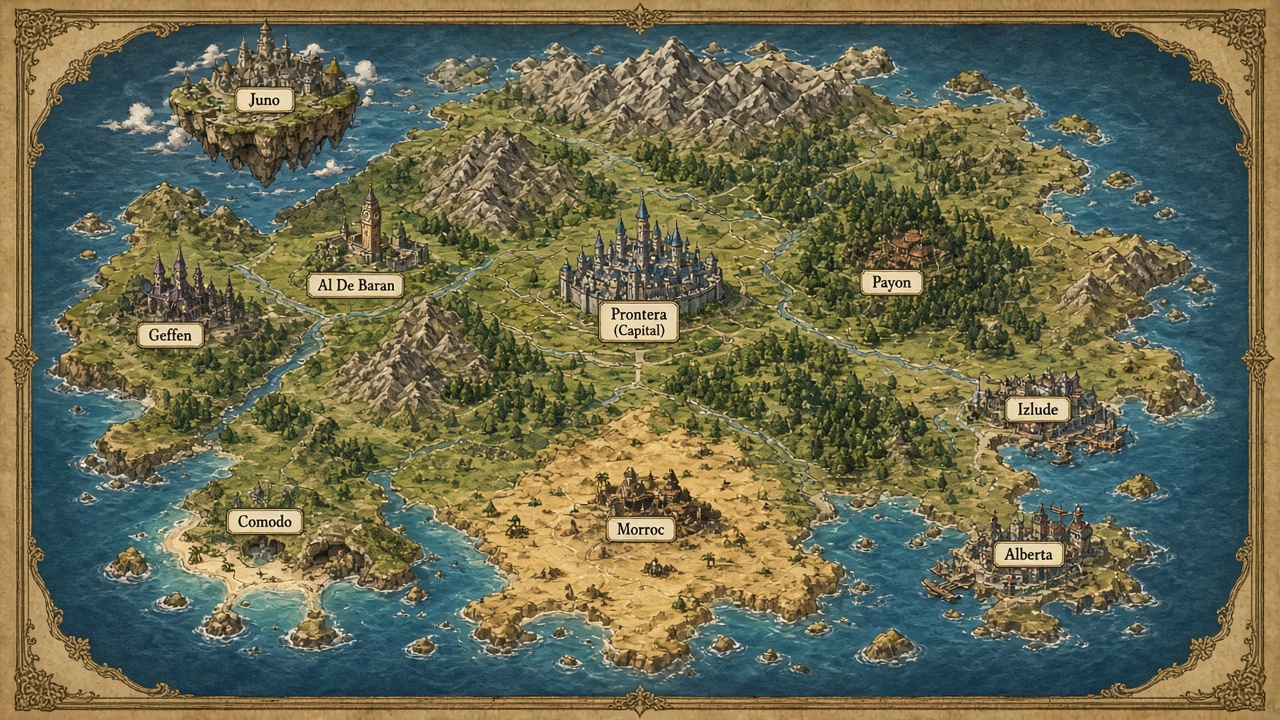 Juno
Al De Baran
Payon
Geffen
Prontera
(Capital)
Izlude
Comodo
Morroc
Alberta